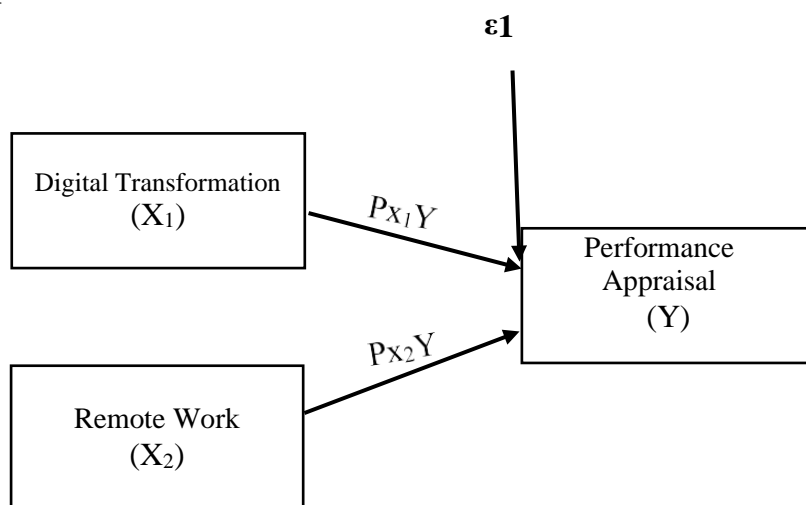 ε1
Digital Transformation
(X₁)
Px₁Y
Performance
Appraisal
(Y)
Px₂Y
Remote Work
(X₂)